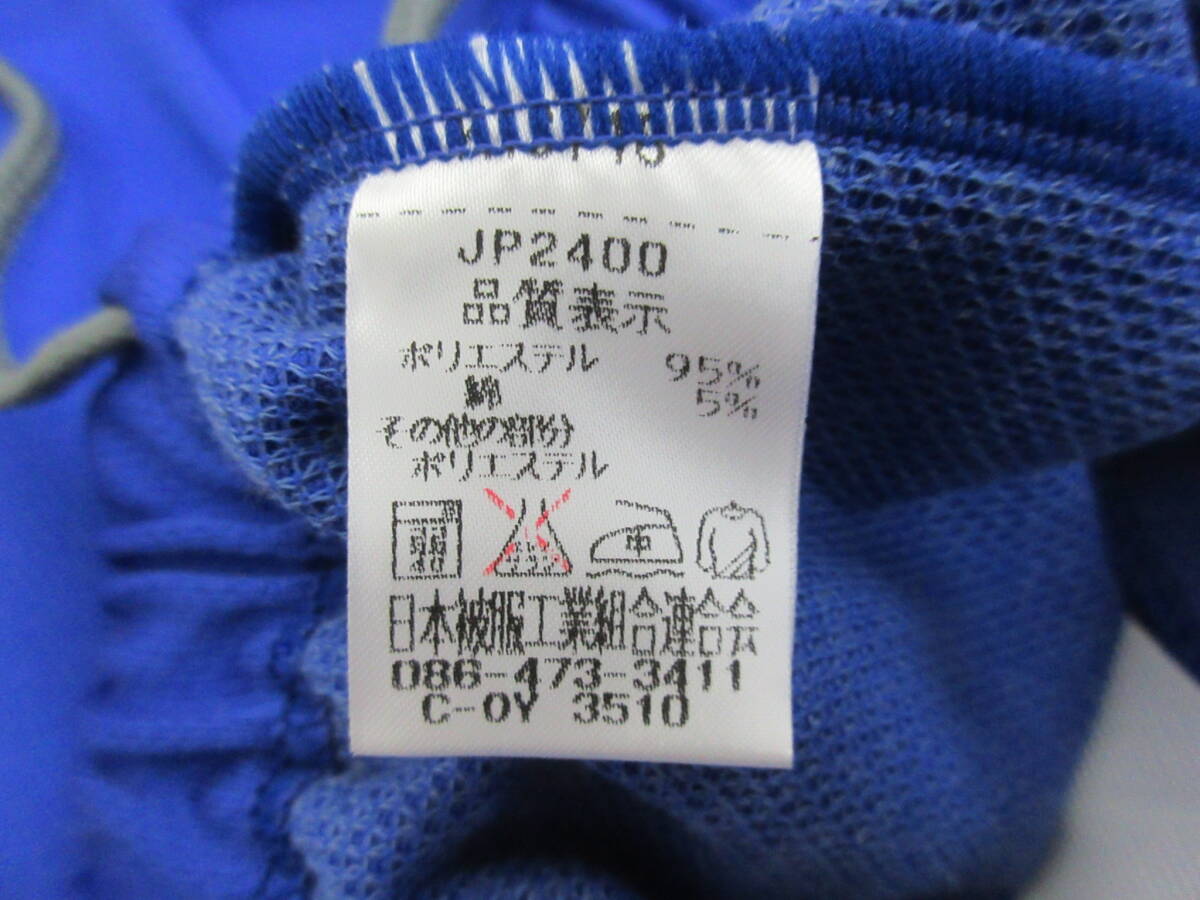 JP2400
品質表示
ポリエステル 95%
綿 5%
その他の部分
ポリエステル
中
日本被服工業組合連合会
086-473-3411
C-0Y 3510